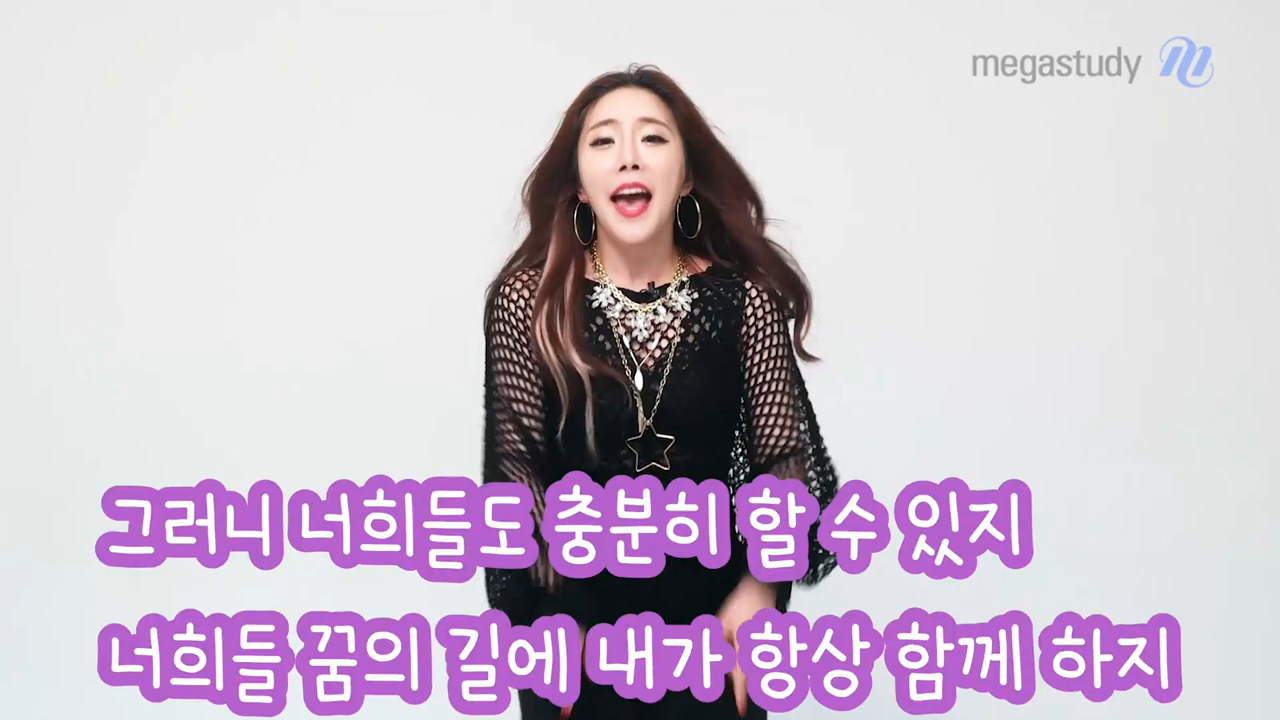 megastudy
그러니 너희들도 충분히 할 수 있지
너희들 꿈의 길에 내가 항상 함께 하지